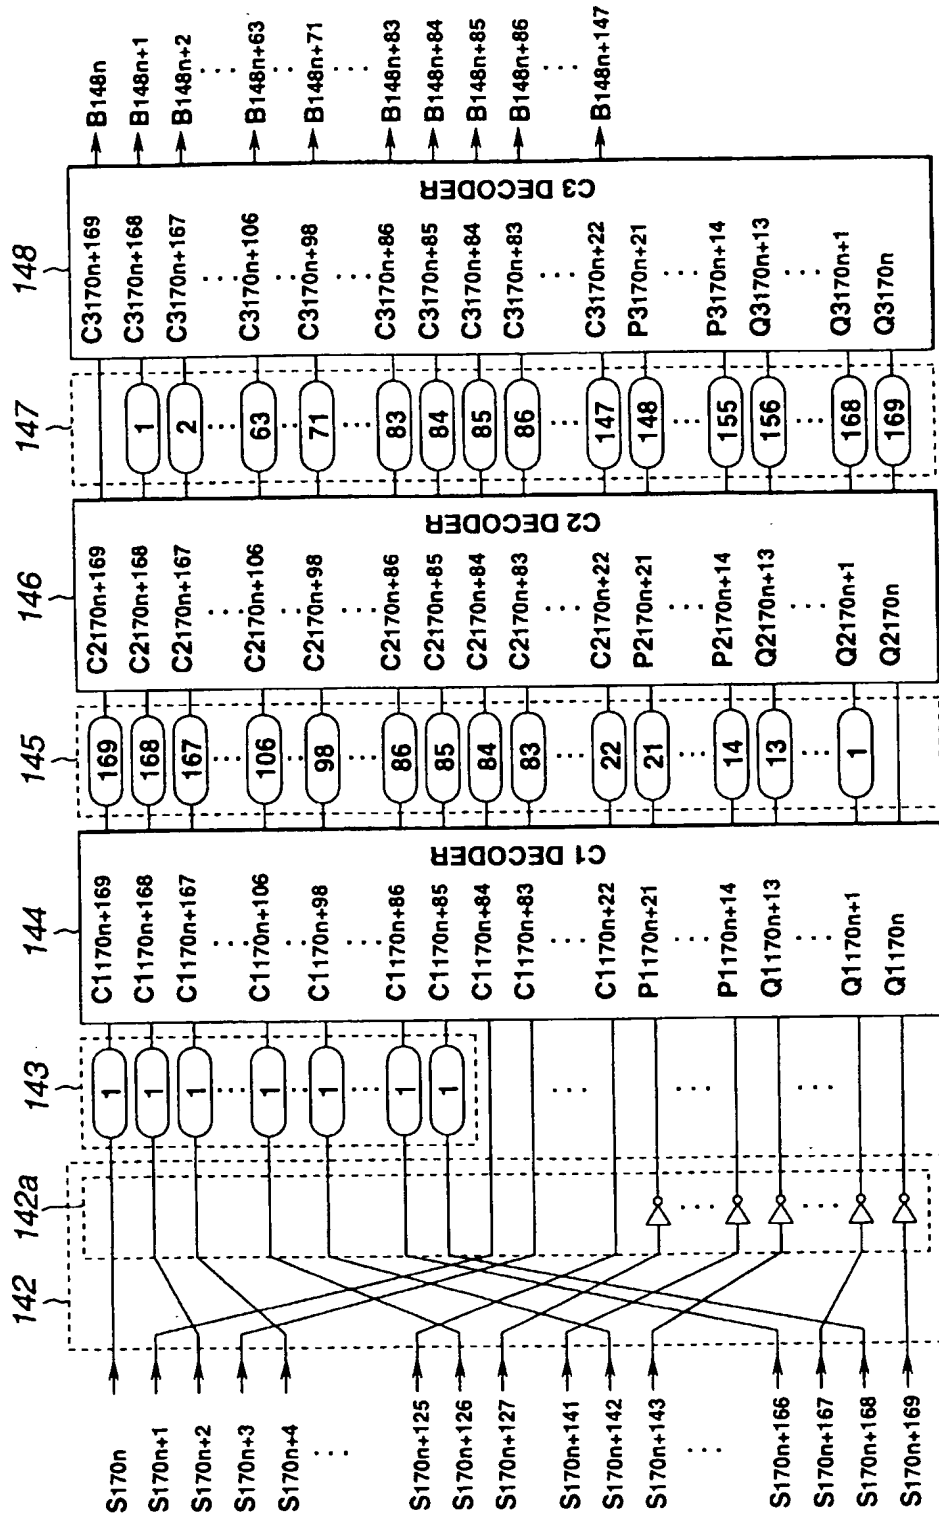 142
142a
143
144
145
146
147
148
S170n
S170n+1
S170n+2
S170n+3
S170n+4
S170n+125
S170n+126
S170n+127
S170n+141
S170n+142
S170n+143
S170n+166
S170n+167
S170n+168
S170n+169
1
1
1
1
1
1
1
C1170n+169
C1170n+168
C1170n+167
C1170n+106
C1170n+98
C1170n+86
C1170n+85
C1170n+84
C1170n+83
C1170n+22
P1170n+21
P1170n+14
Q1170n+13
Q1170n+1
Q1170n
C1 DECODER
169
168
167
106
98
86
85
84
83
22
21
14
13
1
C2170n+169
C2170n+168
C2170n+167
C2170n+106
C2170n+98
C2170n+86
C2170n+85
C2170n+84
C2170n+83
C2170n+22
P2170n+21
P2170n+14
Q2170n+13
Q2170n+1
Q2170n
C2 DECODER
1
2
63
71
83
84
85
86
147
148
155
156
168
169
C3170n+169
C3170n+168
C3170n+167
C3170n+106
C3170n+98
C3170n+86
C3170n+85
C3170n+84
C3170n+83
C3170n+22
P3170n+21
P3170n+14
Q3170n+13
Q3170n+1
Q3170n
C3 DECODER
B148n
B148n+1
B148n+2
B148n+63
B148n+71
B148n+83
B148n+84
B148n+85
B148n+86
B148n+147